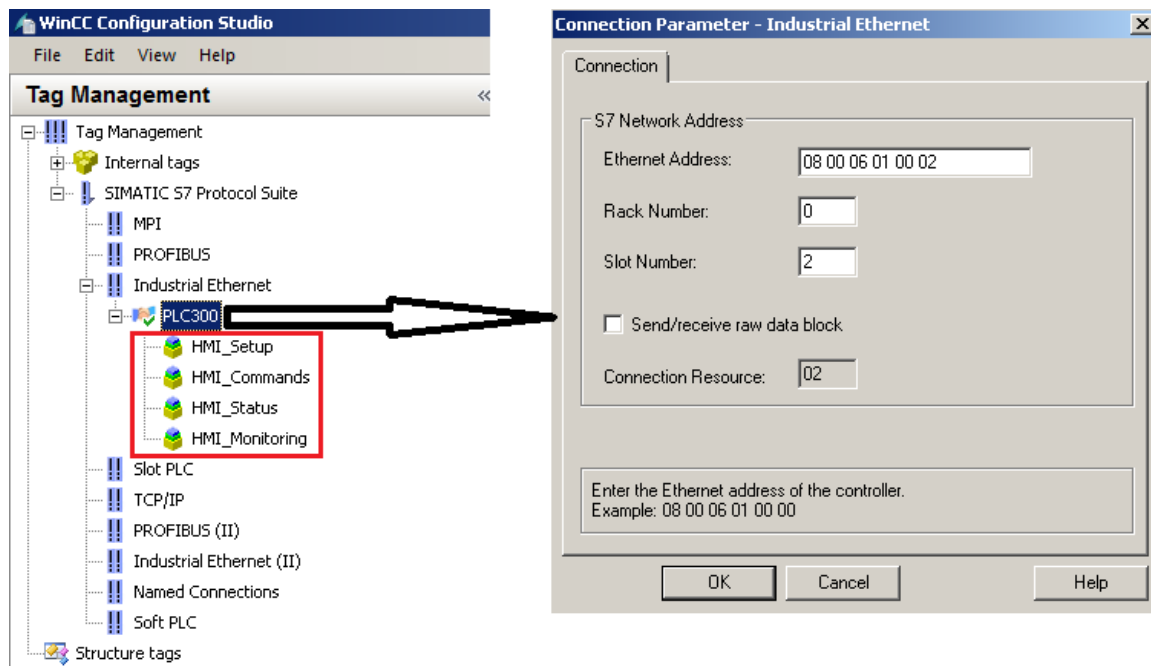 WinCC Configuration Studio
File Edit View Help
Tag Management «
Tag Management
Internal tags
SIMATIC S7 Protocol Suite
MPI
PROFIBUS
Industrial Ethernet
PLC300
HMI_Setup
HMI_Commands
HMI_Status
HMI_Monitoring
Slot PLC
TCP/IP
PROFIBUS (II)
Industrial Ethernet (II)
Named Connections
Soft PLC
Structure tags
Connection Parameter - Industrial Ethernet
Connection
S7 Network Address
Ethernet Address: 08 00 06 01 00 02
Rack Number: 0
Slot Number: 2
Send/receive raw data block
Connection Resource: 02
Enter the Ethernet address of the controller.
Example: 08 00 06 01 00 00
OK Cancel Help